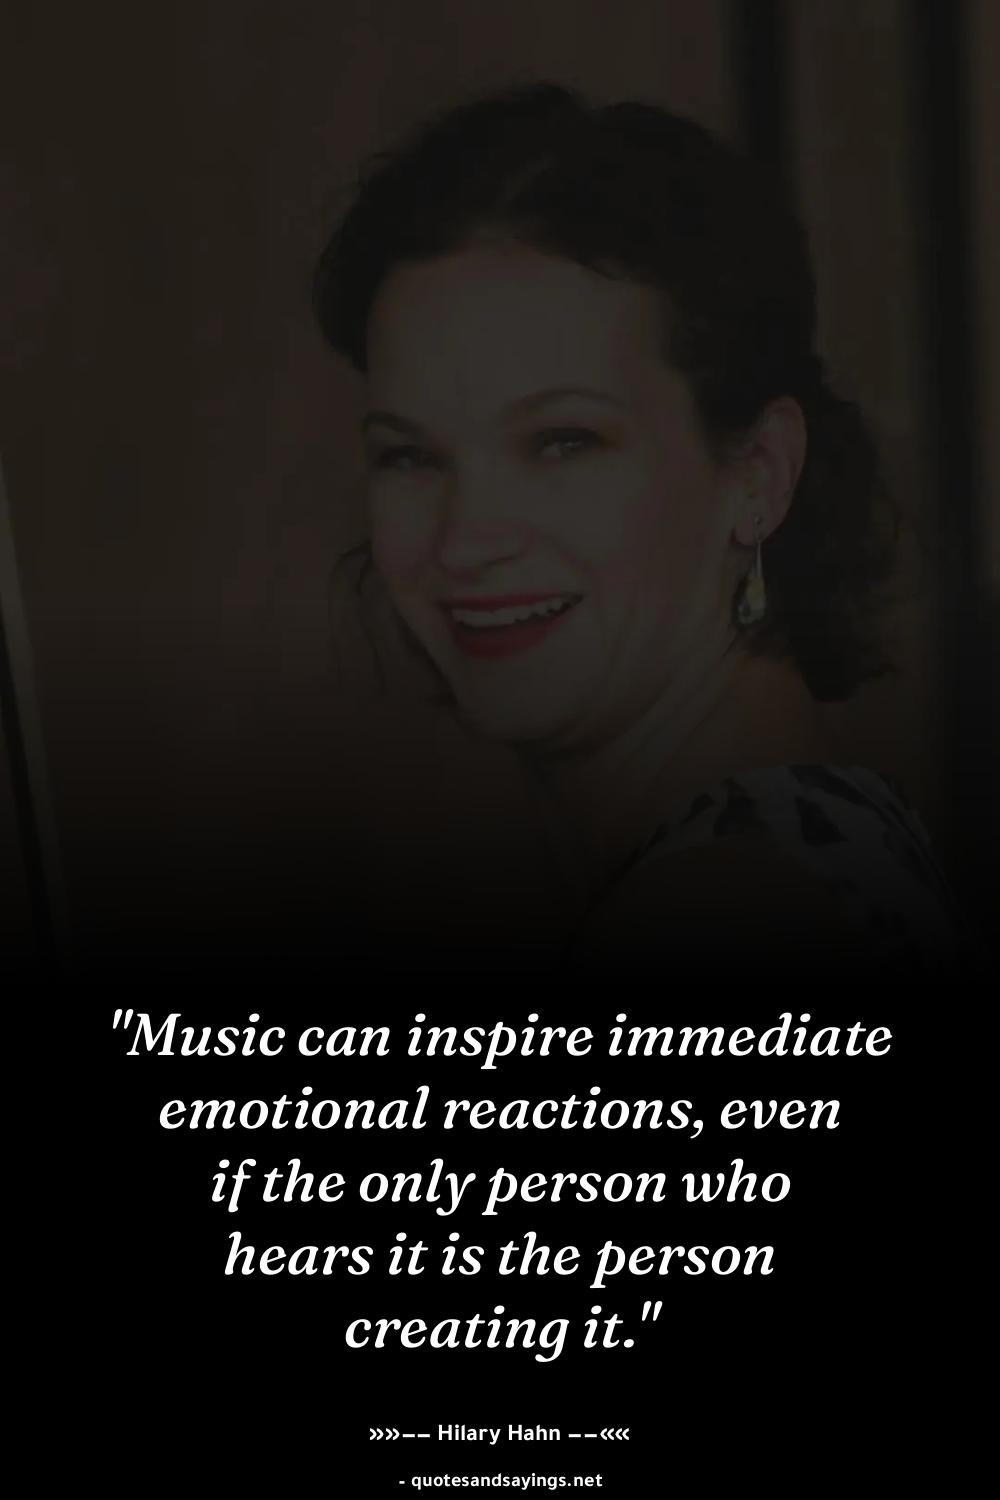 "Music can inspire immediate
emotional reactions, even
if the only person who
hears it is the person
creating it."
»»–– Hilary Hahn ––««
- quotesandsayings.net